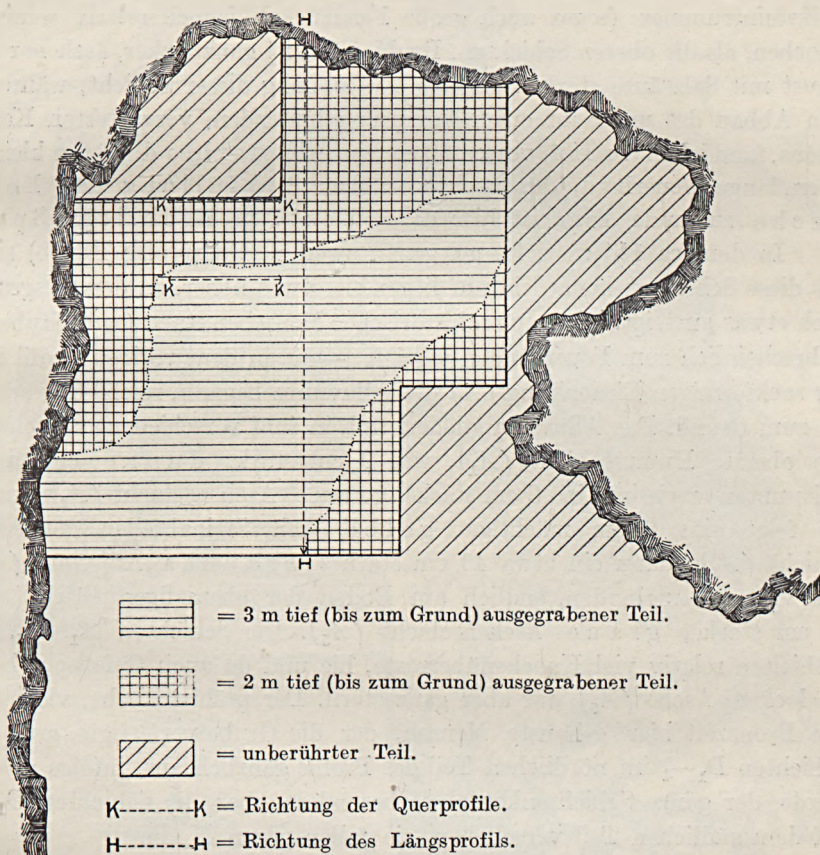 H
K K
K K
H
= 3 m tief (bis zum Grund) ausgegrabener Teil.
= 2 m tief (bis zum Grund) ausgegrabener Teil.
= unberührter Teil.
K--------K = Richtung der Querprofile.
H--------H = Richtung des Längsprofils.